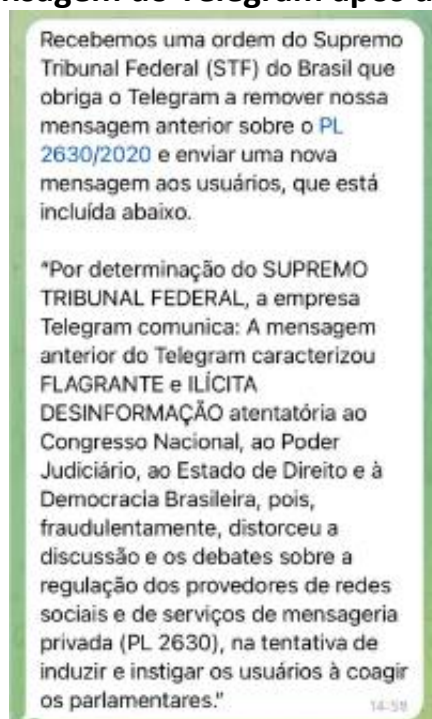 Recebemos uma ordem do Supremo
Tribunal Federal (STF) do Brasil que
obriga o Telegram a remover nossa
mensagem anterior sobre o PL
2630/2020 e enviar uma nova
mensagem aos usuários, que está
incluída abaixo.
"Por determinação do SUPREMO
TRIBUNAL FEDERAL, a empresa
Telegram comunica: A mensagem
anterior do Telegram caracterizou
FLAGRANTE e ILÍCITA
DESINFORMAÇÃO atentatória ao
Congresso Nacional, ao Poder
Judiciário, ao Estado de Direito e à
Democracia Brasileira, pois,
fraudulentamente, distorceu a
discussão e os debates sobre a
regulação dos provedores de redes
sociais e de serviços de mensageria
privada (PL 2630), na tentativa de
induzir e instigar os usuários à coagir
os parlamentares."
14:58